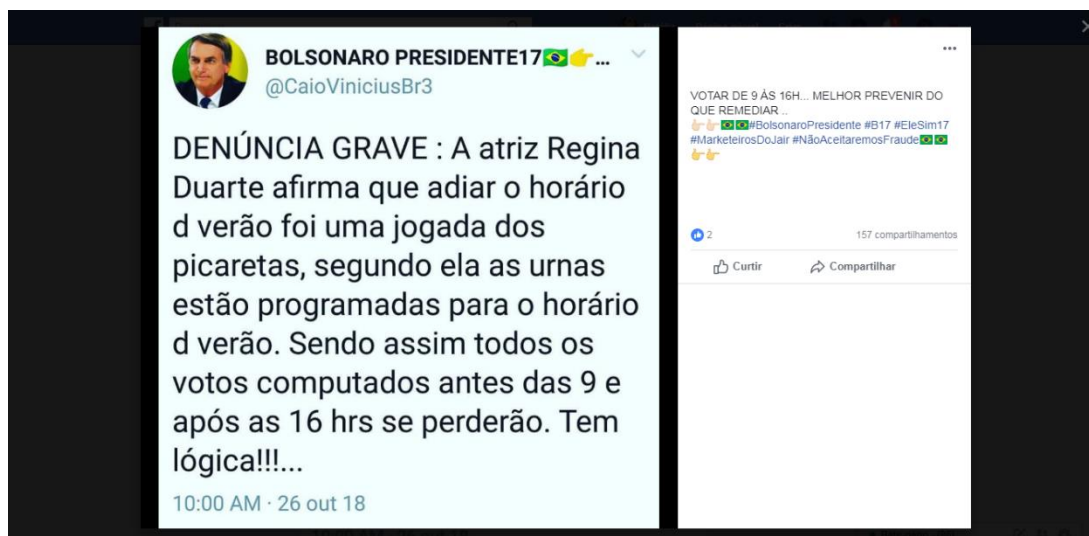 BOLSONARO PRESIDENTE17🇧🇷👉...
@CaioViniciusBr3
DENÚNCIA GRAVE : A atriz Regina
Duarte afirma que adiar o horário
d verão foi uma jogada dos
picaretas, segundo ela as urnas
estão programadas para o horário
d verão. Sendo assim todos os
votos computados antes das 9 e
após as 16 hrs se perderão. Tem
lógica!!!...
10:00 AM · 26 out 18
VOTAR DE 9 ÀS 16H... MELHOR PREVENIR DO
QUE REMEDIAR ..
👉🏻👉🏻🇧🇷🇧🇷#BolsonaroPresidente #B17 #EleSim17
#MarketeirosDoJair #NãoAceitaremosFraude🇧🇷🇧🇷
👉🏻👉🏻
2
157 compartilhamentos
Curtir
Compartilhar